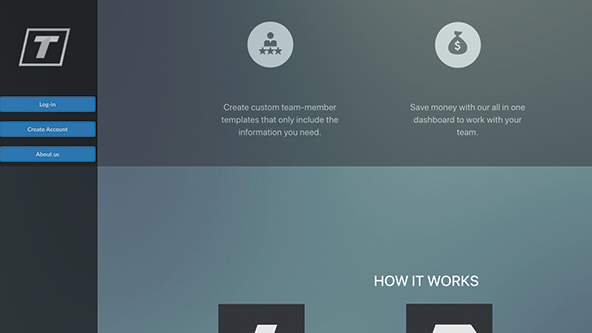 T
Log-in
Create Account
About us
Create custom team-member
templates that only include the
information you need.
Save money with our all in one
dashboard to work with your
team.
HOW IT WORKS